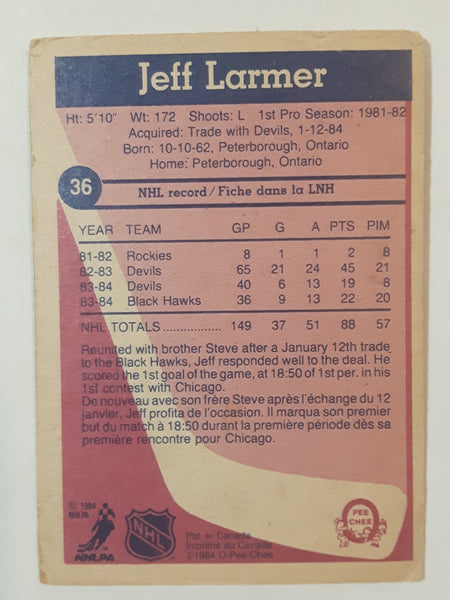 Jeff Larmer
Ht: 5'10" Wt: 172 Shoots: L 1st Pro Season: 1981-82
Acquired: Trade with Devils, 1-12-84
Born: 10-10-62, Peterborough, Ontario
Home: Peterborough, Ontario
36
NHL record / Fiche dans la LNH
YEAR TEAM GP G A PTS PIM
81-82 Rockies 8 1 1 2 8
82-83 Devils 65 21 24 45 21
83-84 Devils 40 6 13 19 8
83-84 Black Hawks 36 9 13 22 20
NHL TOTALS................ 149 37 51 88 57
Reunited with brother Steve after a January 12th trade
to the Black Hawks, Jeff responded well to the deal. He
scored the 1st goal of the game, at 18:50 of 1st per. in his
1st contest with Chicago.
De nouveau avec son frère Steve après l'échange du 12
janvier, Jeff profita de l'occasion. Il marqua son premier
but du match à 18:50 durant la première période dès sa
première rencontre pour Chicago.
© 1984
NHLPA
NHLPA
NHL
Ptd. in Canada
Imprimé au Canada
© 1984 O-Pee-Chee
O
PEE
CHEE